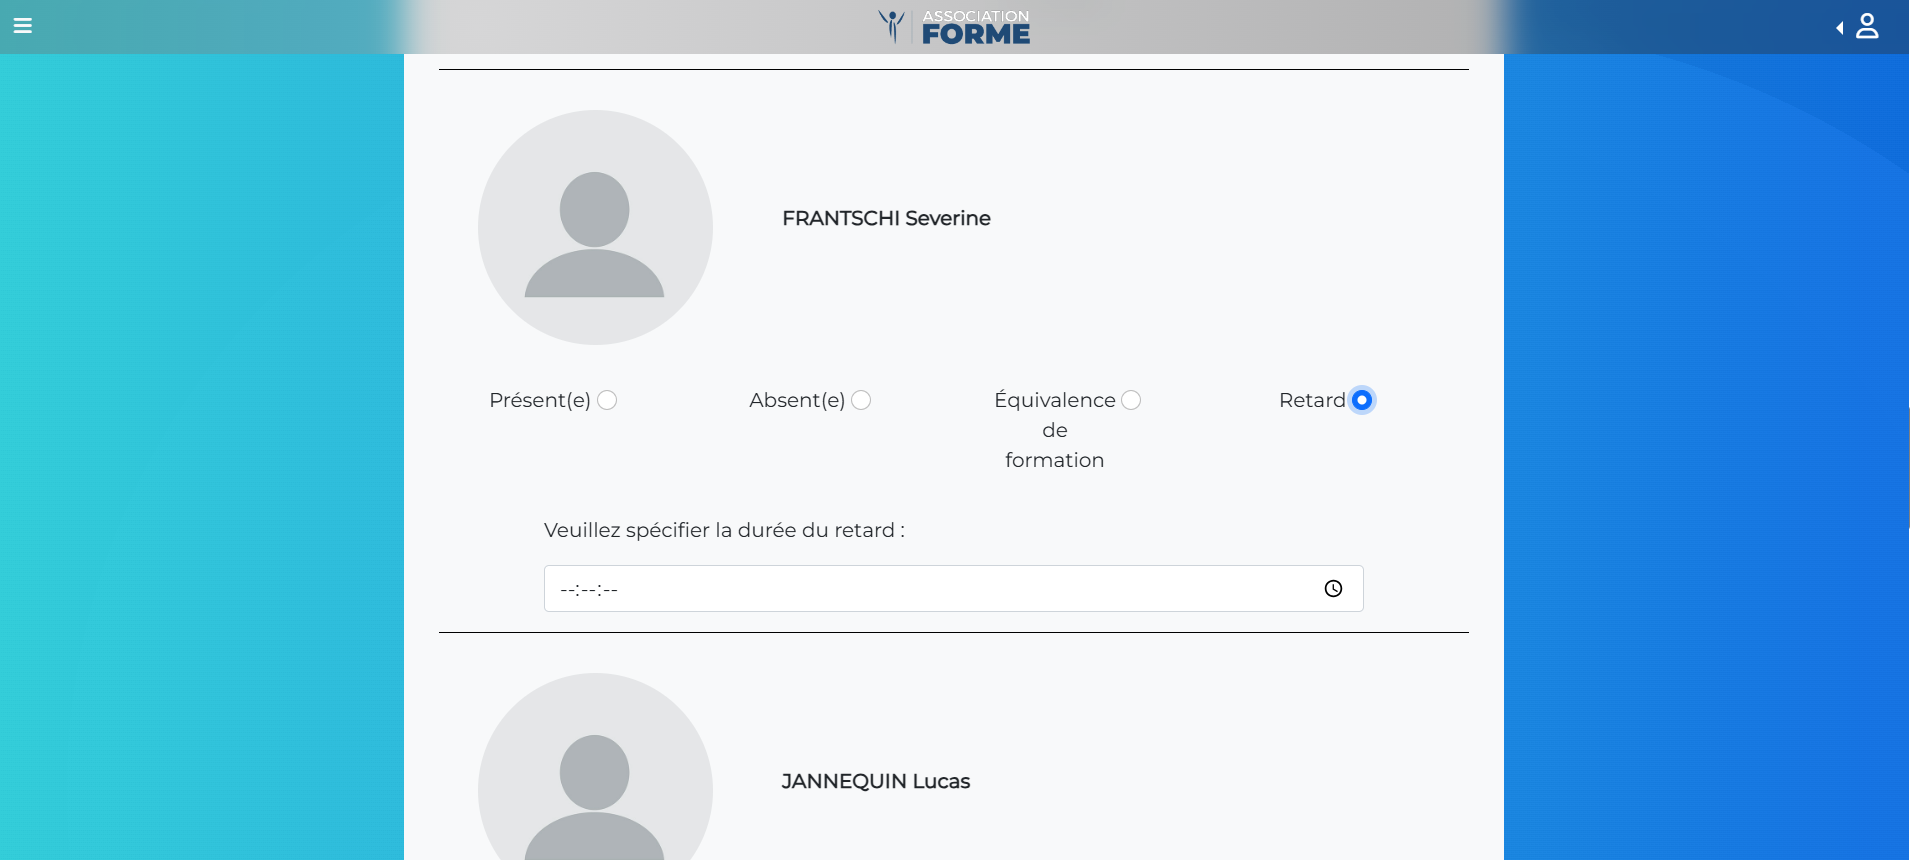 ASSOCIATION
FORME
FRANTSCHI Severine
Présent(e)
Absent(e)
Équivalence
de
formation
Retard
Veuillez spécifier la durée du retard :
--:--:--
JANNEQUIN Lucas